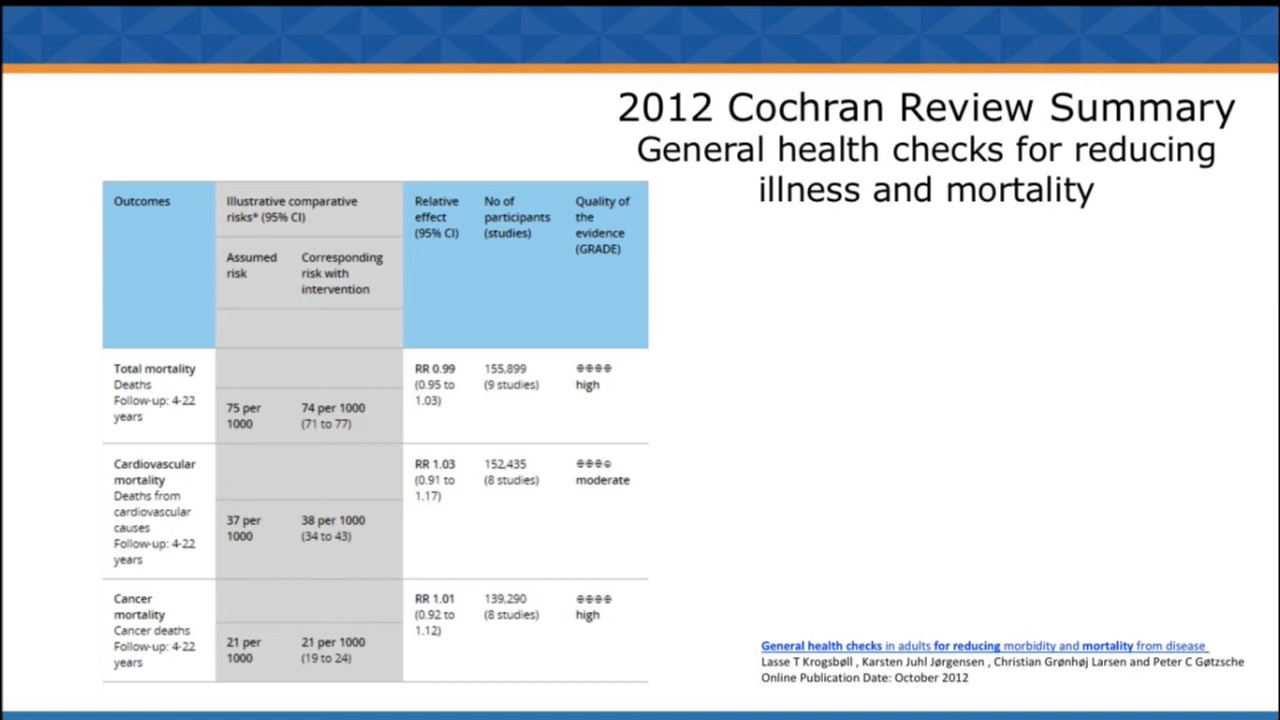 2012 Cochran Review Summary
General health checks for reducing
illness and mortality
Outcomes
Illustrative comparative
risks* (95% CI)
Relative
effect
(95% CI)
No of
participants
(studies)
Quality of
the
evidence
(GRADE)
Assumed
risk
Corresponding
risk with
intervention
Total mortality
Deaths
Follow-up: 4-22
years
75 per
1000
74 per 1000
(71 to 77)
RR 0.99
(0.95 to
1.03)
155,899
(9 studies)
⊕⊕⊕⊕
high
Cardiovascular
mortality
Deaths from
cardiovascular
causes
Follow-up: 4-22
years
37 per
1000
38 per 1000
(34 to 43)
RR 1.03
(0.91 to
1.17)
152,435
(8 studies)
⊕⊕⊕⊝
moderate
Cancer
mortality
Cancer deaths
Follow-up: 4-22
years
21 per
1000
21 per 1000
(19 to 24)
RR 1.01
(0.92 to
1.12)
139,290
(8 studies)
⊕⊕⊕⊕
high
General health checks in adults for reducing morbidity and mortality from disease
Lasse T Krogsbøll , Karsten Juhl Jørgensen , Christian Grønhøj Larsen and Peter C Gøtzsche
Online Publication Date: October 2012